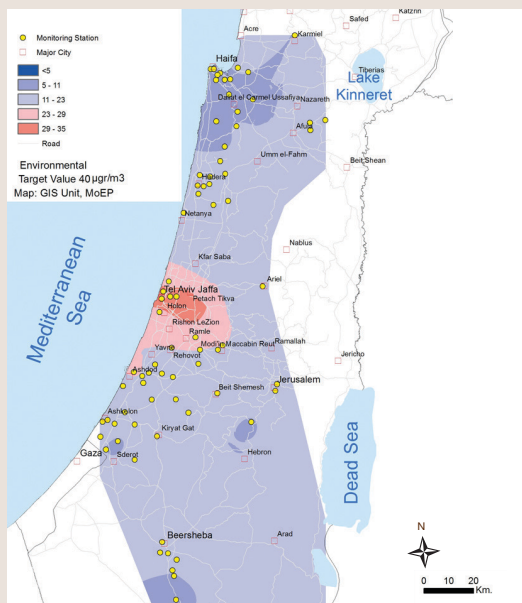 Monitoring Station
Major City
<5
5 - 11
11 - 23
23 - 29
29 - 35
Road
Environmental
Target Value 40µgr/m3
Map: GIS Unit, MoEP
Katzrin
Safed
Acre
Karmiel
Haifa
Tiberias
Lake
Kinneret
Daliat el Carmel Ussafiya
Nazareth
Afula
Umm el-Fahm
Beit Shean
Hadera
Netanya
Nablus
Kfar Saba
Ariel
Mediterranean
Sea
Tel Aviv Jaffa
Petach Tikva
Holon
Rishon LeZion
Ramle
Yavne
Rehovot
Modi'in Maccabin Reut
Ramallah
Jericho
Ashdod
Jerusalem
Beit Shemesh
Ashkelon
Kiryat Gat
Dead Sea
Gaza
Sderot
Hebron
Beersheba
Arad
N
0
10
20
Km.